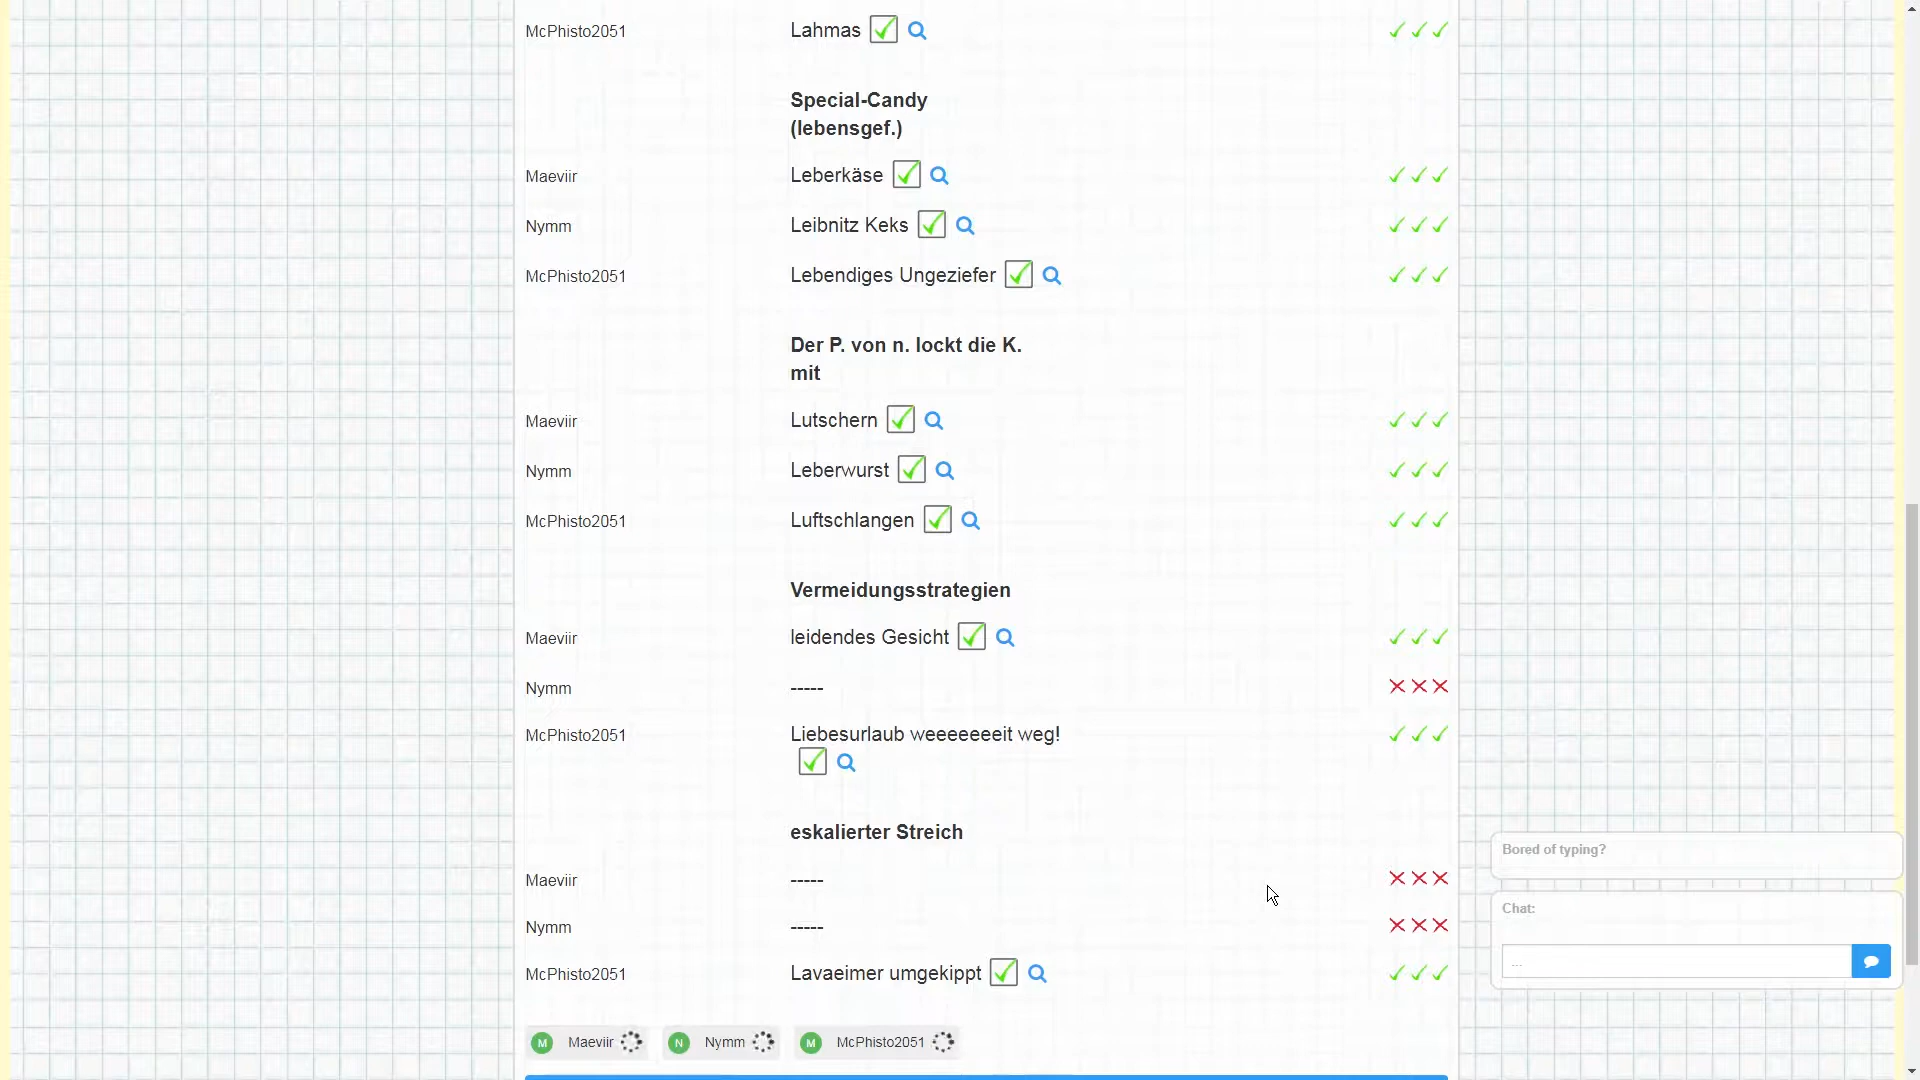 McPhisto2051 Lahmas
Special-Candy
(lebensgef.)
Maeviir Leberkäse
Nymm Leibnitz Keks
McPhisto2051 Lebendiges Ungeziefer
Der P. von n. lockt die K.
mit
Maeviir Lutschern
Nymm Leberwurst
McPhisto2051 Luftschlangen
Vermeidungsstrategien
Maeviir leidendes Gesicht
Nymm -----
McPhisto2051 Liebesurlaub weeeeeeeit weg!
eskalierter Streich
Maeviir -----
Nymm -----
McPhisto2051 Lavaeimer umgekippt
Bored of typing?
Chat:
...
M Maeviir N Nymm M McPhisto2051